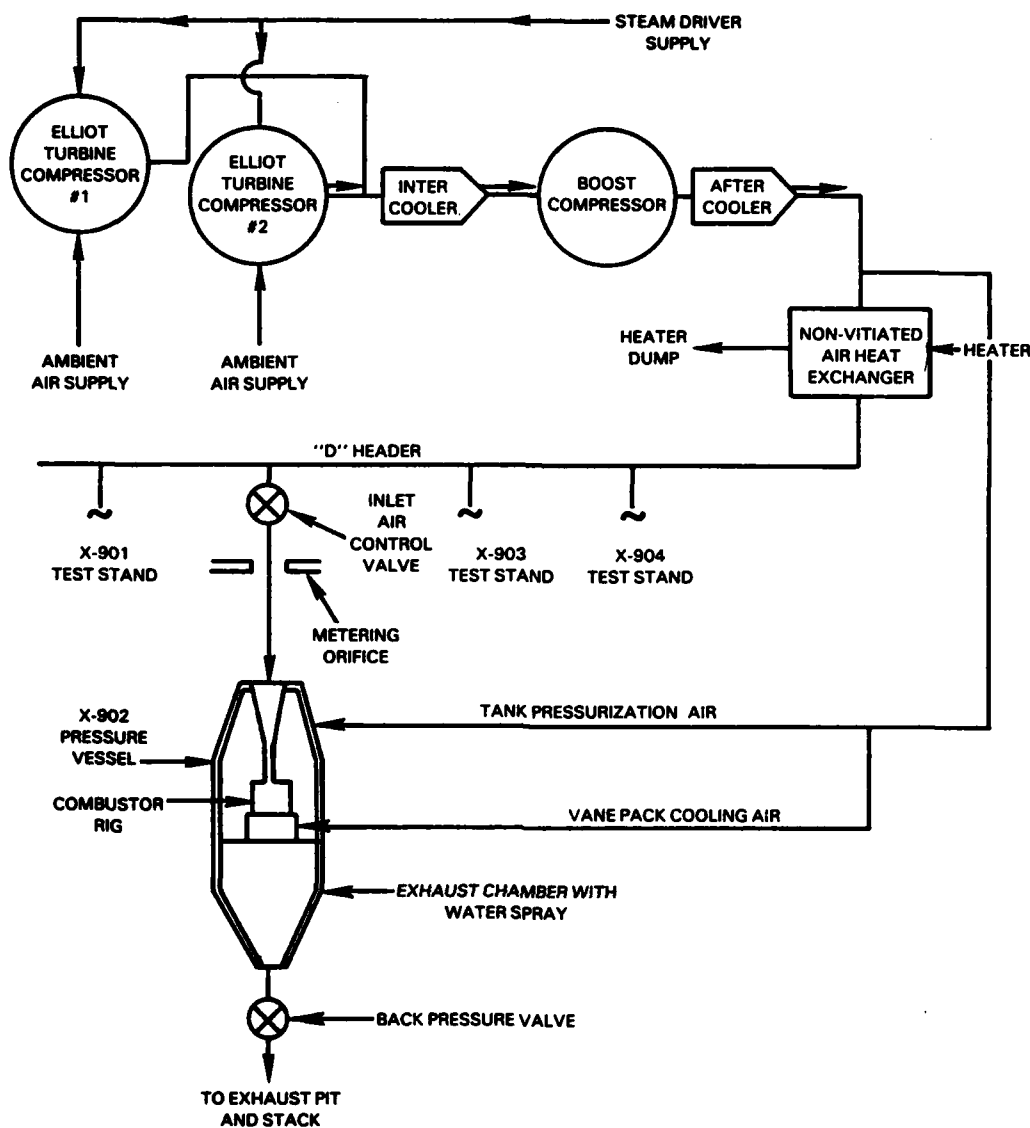 STEAM DRIVER
SUPPLY
ELLIOT
TURBINE
COMPRESSOR
#1
ELLIOT
TURBINE
COMPRESSOR
#2
INTER
COOLER
BOOST
COMPRESSOR
AFTER
COOLER
AMBIENT
AIR SUPPLY
AMBIENT
AIR SUPPLY
HEATER
DUMP
NON-VITIATED
AIR HEAT
EXCHANGER
HEATER
"D" HEADER
INLET
AIR
CONTROL
VALVE
X-901
TEST STAND
X-903
TEST STAND
X-904
TEST STAND
METERING
ORIFICE
X-902
PRESSURE
VESSEL
TANK PRESSURIZATION AIR
COMBUSTOR
RIG
VANE PACK COOLING AIR
EXHAUST CHAMBER WITH
WATER SPRAY
BACK PRESSURE VALVE
TO EXHAUST PIT
AND STACK